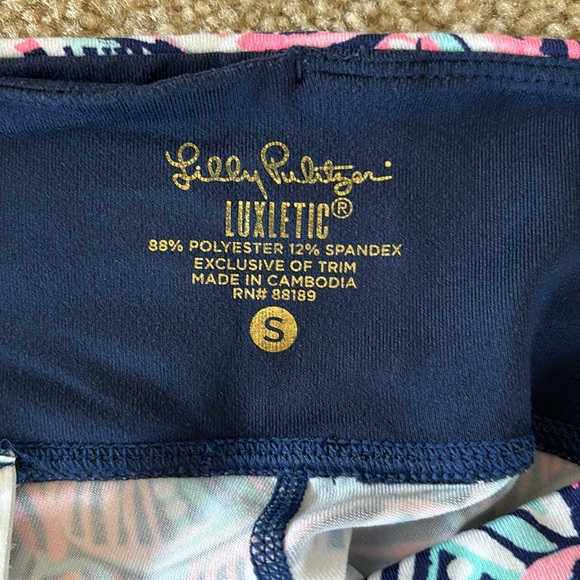 Lilly Pulitzer
LUXLETIC®
88% POLYESTER 12% SPANDEX
EXCLUSIVE OF TRIM
MADE IN CAMBODIA
RN# 88189
S